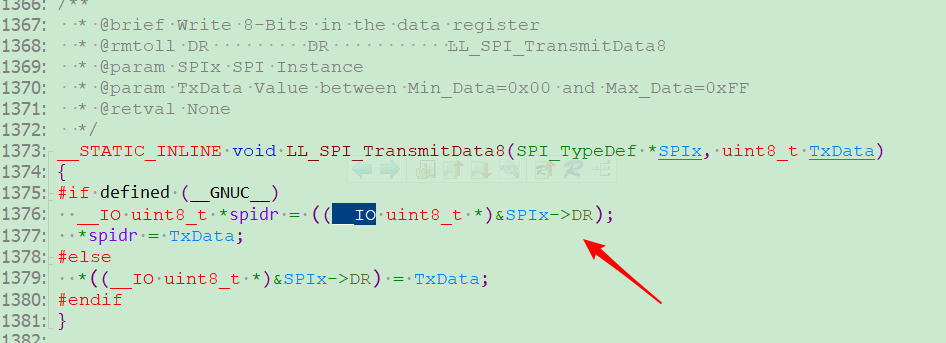 1366: /**
1367: * @brief Write 8-Bits in the data register
1368: * @rmtoll DR DR LL_SPI_TransmitData8
1369: * @param SPIx SPI Instance
1370: * @param TxData Value between Min_Data=0x00 and Max_Data=0xFF
1371: * @retval None
1372: */
1373: __STATIC_INLINE void LL_SPI_TransmitData8(SPI_TypeDef *SPIx, uint8_t TxData)
1374: {
1375: #if defined (__GNUC__)
1376: __IO uint8_t *spidr = ((__IO uint8_t *)&SPIx->DR);
1377: *spidr = TxData;
1378: #else
1379: *((__IO uint8_t *)&SPIx->DR) = TxData;
1380: #endif
1381: }
1382: